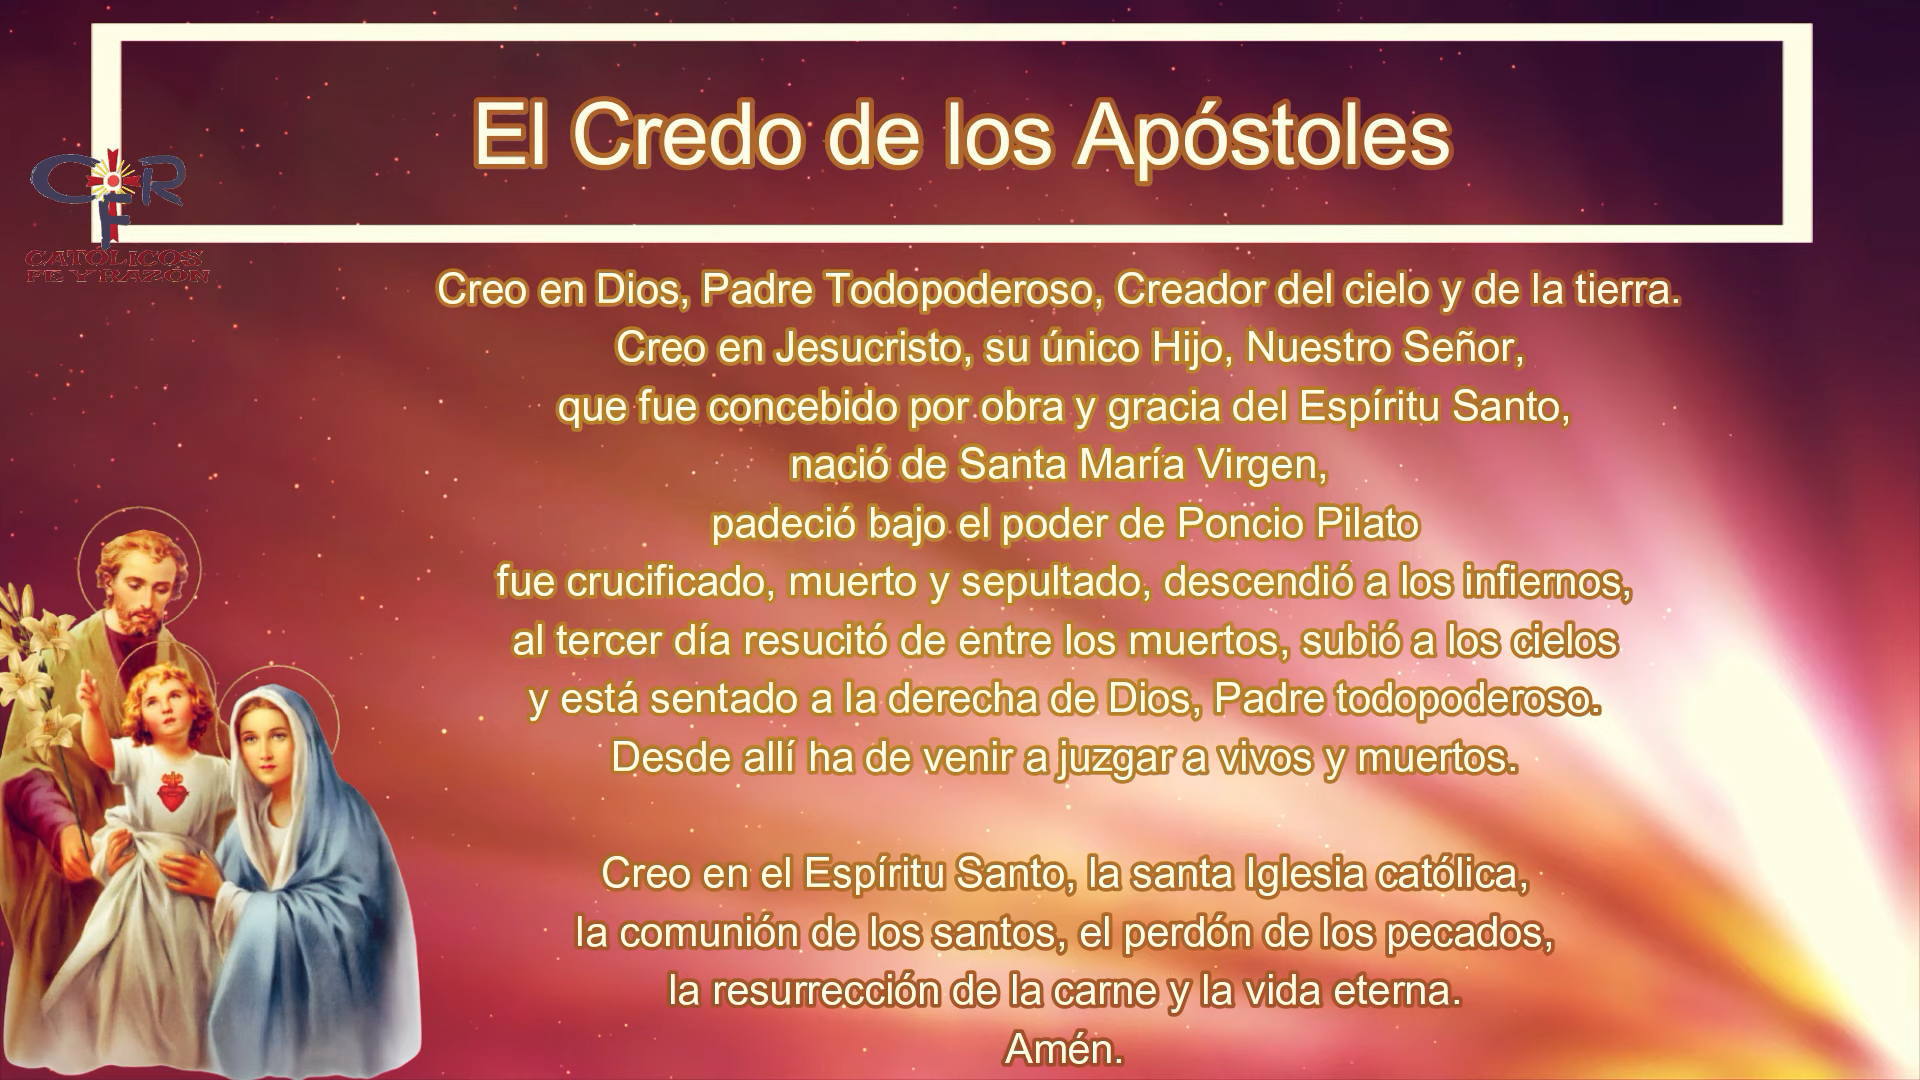 El Credo de los Apóstoles
CFR
CATÓLICOS
FE Y RAZÓN
Creo en Dios, Padre Todopoderoso, Creador del cielo y de la tierra.
Creo en Jesucristo, su único Hijo, Nuestro Señor,
que fue concebido por obra y gracia del Espíritu Santo,
nació de Santa María Virgen,
padeció bajo el poder de Poncio Pilato
fue crucificado, muerto y sepultado, descendió a los infiernos,
al tercer día resucitó de entre los muertos, subió a los cielos
y está sentado a la derecha de Dios, Padre todopoderoso.
Desde allí ha de venir a juzgar a vivos y muertos.
Creo en el Espíritu Santo, la santa Iglesia católica,
la comunión de los santos, el perdón de los pecados,
la resurrección de la carne y la vida eterna.
Amén.